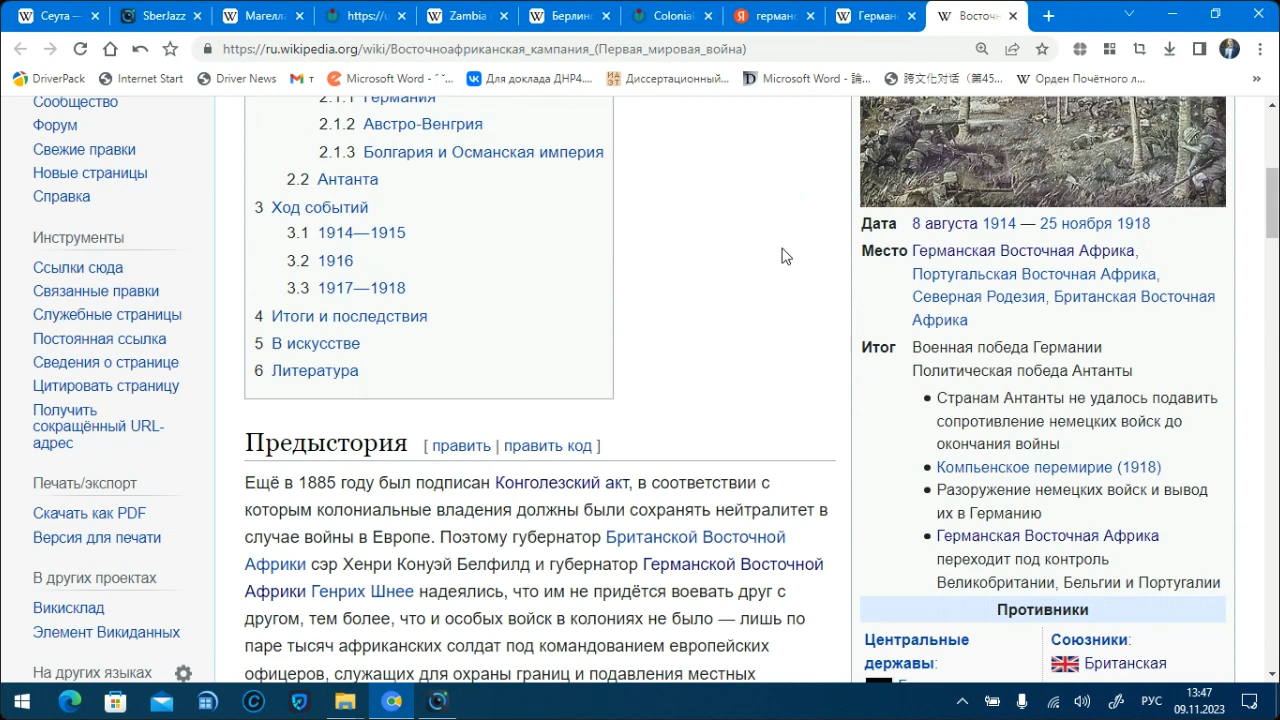 Сеута —
SberJazz
Магелла
https://u
Zambia
Берлинс
Colonial
герман
Герман
Восточн
https://ru.wikipedia.org/wiki/Восточноафриканская_кампания_(Первая_мировая_война)
DriverPack
Internet Start
Driver News
т
Microsoft Word - ˆ ˇ...
Для доклада ДНР4....
Диссертационный...
Microsoft Word - 論...
跨文化对话（第45...
Орден Почётного л...
»
Сообщество
Форум
Свежие правки
Новые страницы
Справка
Инструменты
Ссылки сюда
Связанные правки
Служебные страницы
Постоянная ссылка
Сведения о странице
Цитировать страницу
Получить
сокращённый URL-
адрес
Печать/экспорт
Скачать как PDF
Версия для печати
В других проектах
Викисклад
Элемент Викиданных
На других языках
2.1.1 Германия
2.1.2 Австро-Венгрия
2.1.3 Болгария и Османская империя
2.2 Антанта
3 Ход событий
3.1 1914—1915
3.2 1916
3.3 1917—1918
4 Итоги и последствия
5 В искусстве
6 Литература
Предыстория [ править | править код ]
Ещё в 1885 году был подписан Конголезский акт, в соответствии с
которым колониальные владения должны были сохранять нейтралитет в
случае войны в Европе. Поэтому губернатор Британской Восточной
Африки сэр Хенри Конуэй Белфилд и губернатор Германской Восточной
Африки Генрих Шнее надеялись, что им не придётся воевать друг с
другом, тем более, что и особых войск в колониях не было — лишь по
паре тысяч африканских солдат под командованием европейских
офицеров, служащих для охраны границ и подавления местных
Дата 8 августа 1914 — 25 ноября 1918
Место Германская Восточная Африка,
Португальская Восточная Африка,
Северная Родезия, Британская Восточная
Африка
Итог Военная победа Германии
Политическая победа Антанты
• Странам Антанты не удалось подавить
сопротивление немецких войск до
окончания войны
• Компьенское перемирие (1918)
• Разоружение немецких войск и вывод
их в Германию
• Германская Восточная Африка
переходит под контроль
Великобритании, Бельгии и Португалии
Противники
Центральные
державы:
Союзники:
Британская
РУС
13:47
09.11.2023